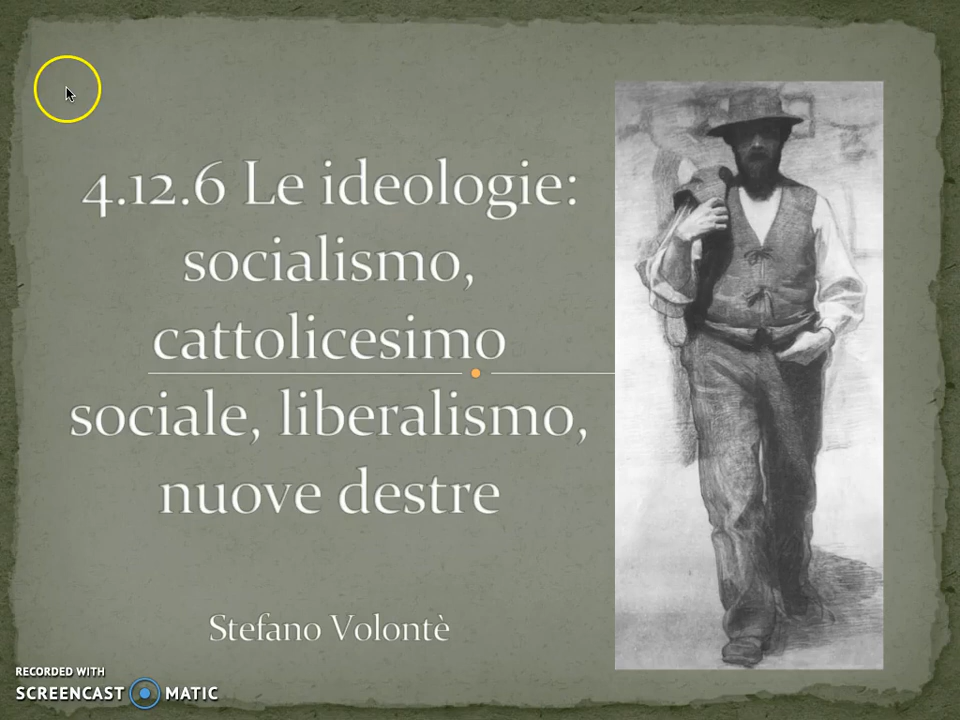 4.12.6 Le ideologie:
socialismo,
cattolicesimo
sociale, liberalismo,
nuove destre
Stefano Volontè
RECORDED WITH
SCREENCAST MATIC